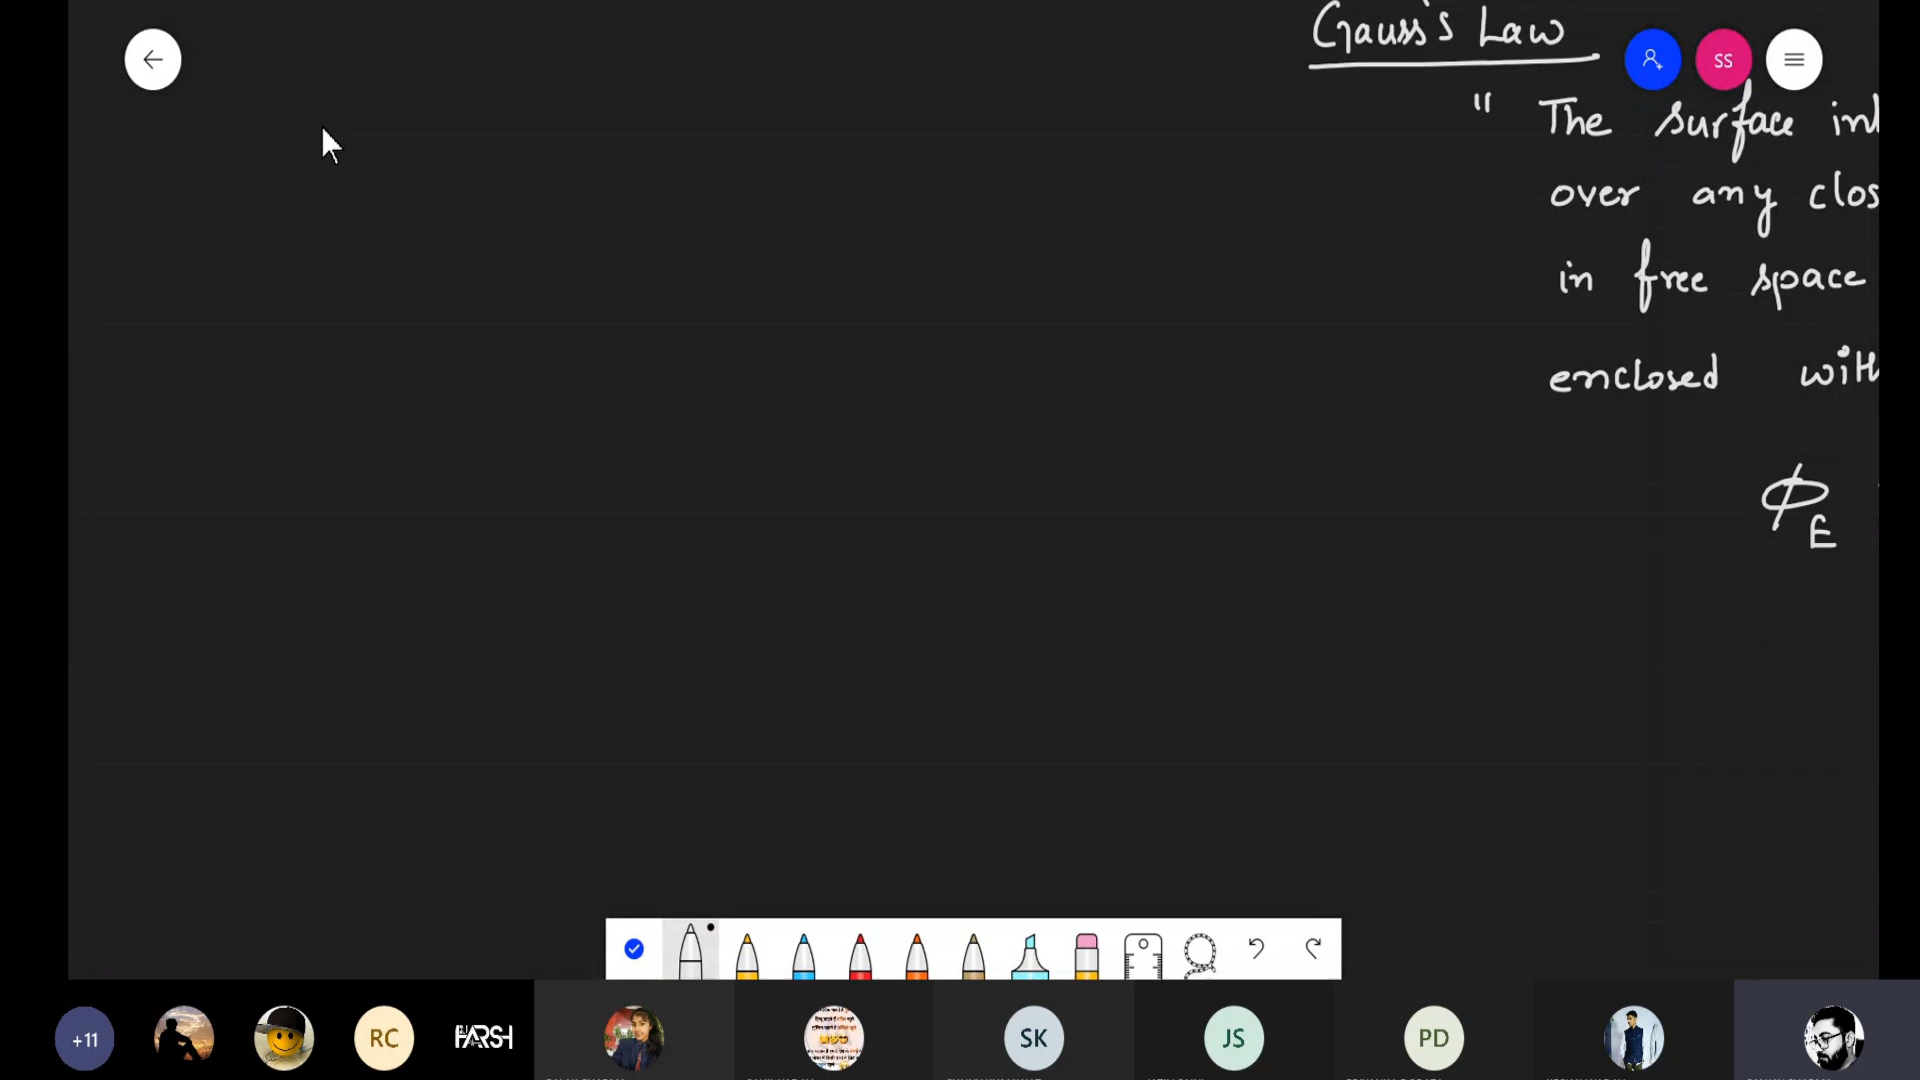 Gauss's Law
SS
" The surface
over any clos
in free space
enclosed with
ϕE
+11
RC
HARSH
SK
JS
PD